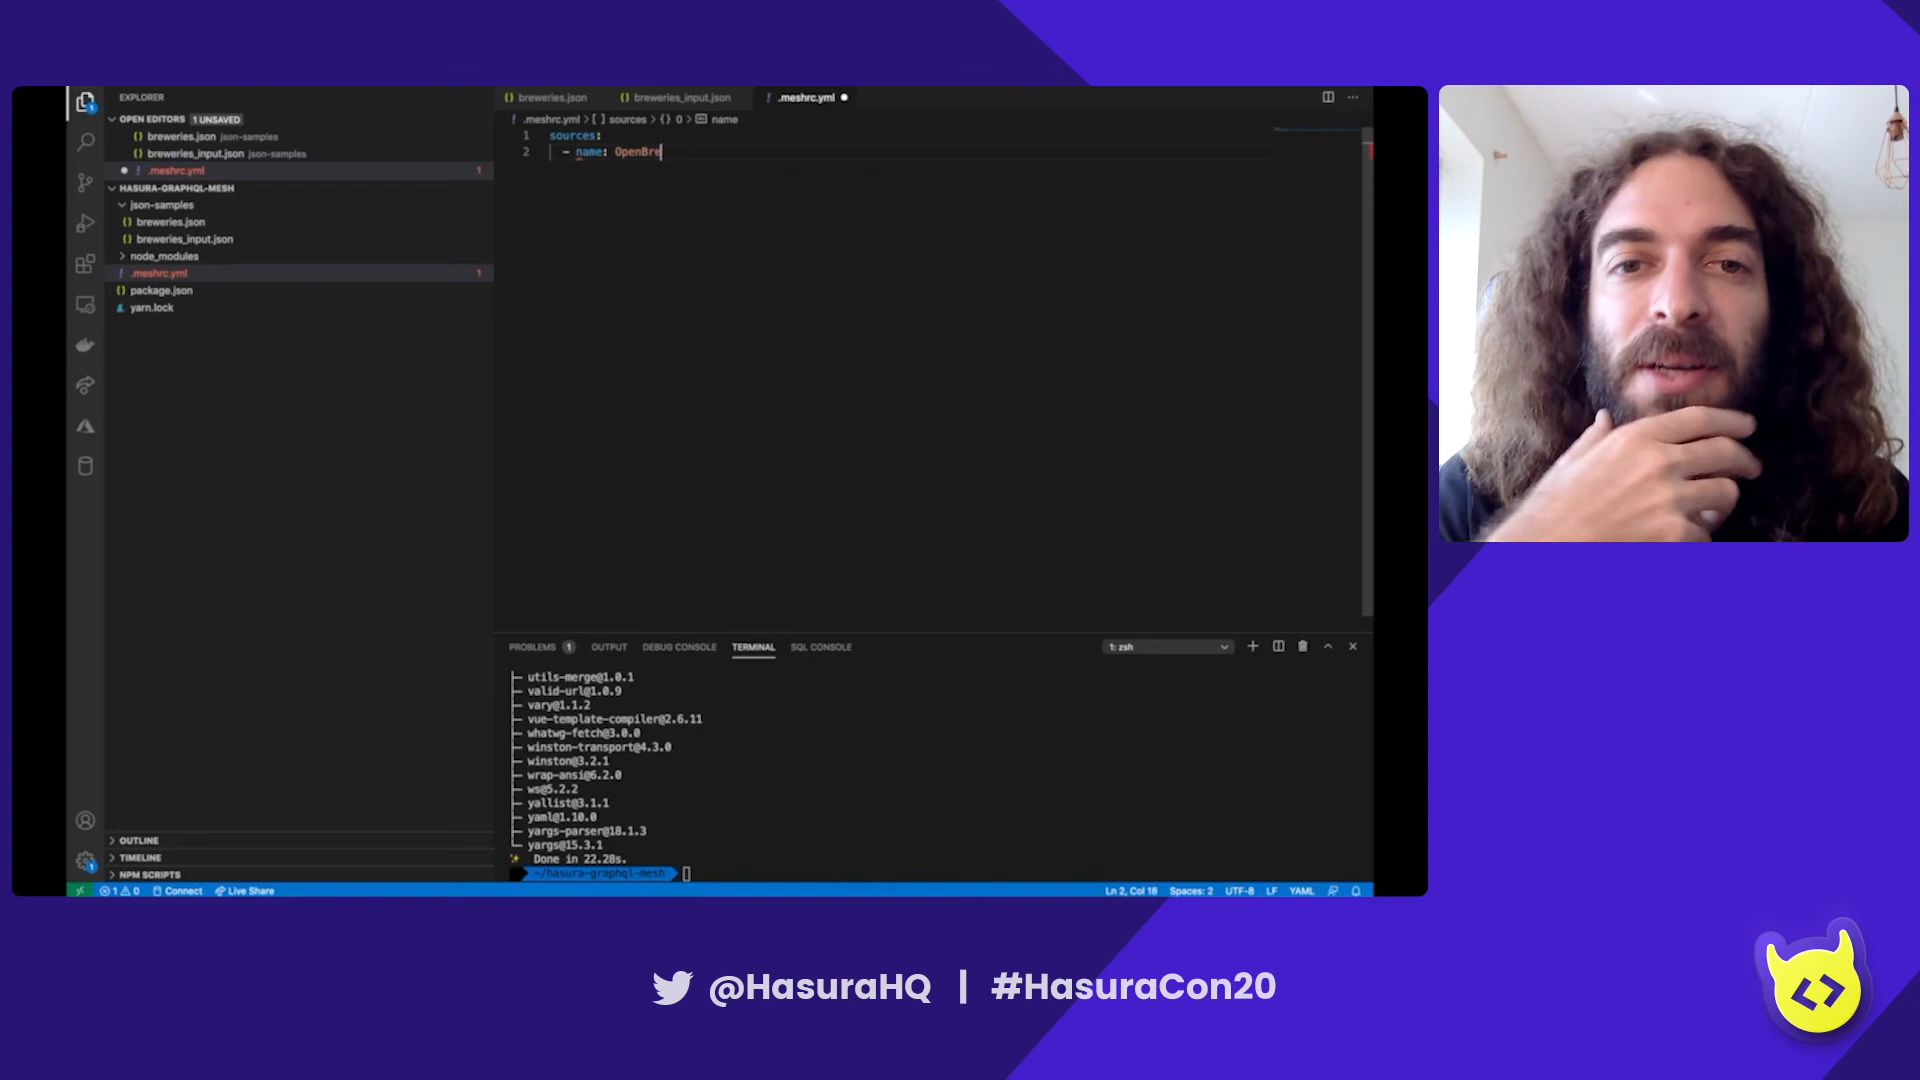 EXPLORER
OPEN EDITORS 1 UNSAVED
breweries.json json-samples
breweries_input.json json-samples
! .meshrc.yml 1
HASURA-GRAPHQL-MESH
json-samples
{} breweries.json
{} breweries_input.json
node_modules
! .meshrc.yml 1
{} package.json
yarn.lock
OUTLINE
TIMELINE
NPM SCRIPTS
{} breweries.json {} breweries_input.json ! .meshrc.yml
! .meshrc.yml > [ ] sources > {} 0 > name
1 sources:
2 - name: OpenBre
PROBLEMS 1 OUTPUT DEBUG CONSOLE TERMINAL SQL CONSOLE 1: zsh
├─ utils-merge@1.0.1
├─ valid-url@1.0.9
├─ vary@1.1.2
├─ vue-template-compiler@2.6.11
├─ whatwg-fetch@3.0.0
├─ winston-transport@4.3.0
├─ winston@3.2.1
├─ wrap-ansi@6.2.0
├─ ws@5.2.2
├─ yallist@3.1.1
├─ yaml@1.10.0
├─ yargs-parser@18.1.3
└─ yargs@15.3.1
✨ Done in 22.28s.
~/hasura-graphql-mesh
1 0 Connect Live Share Ln 2, Col 18 Spaces: 2 UTF-8 LF YAML
@HasuraHQ | #HasuraCon20